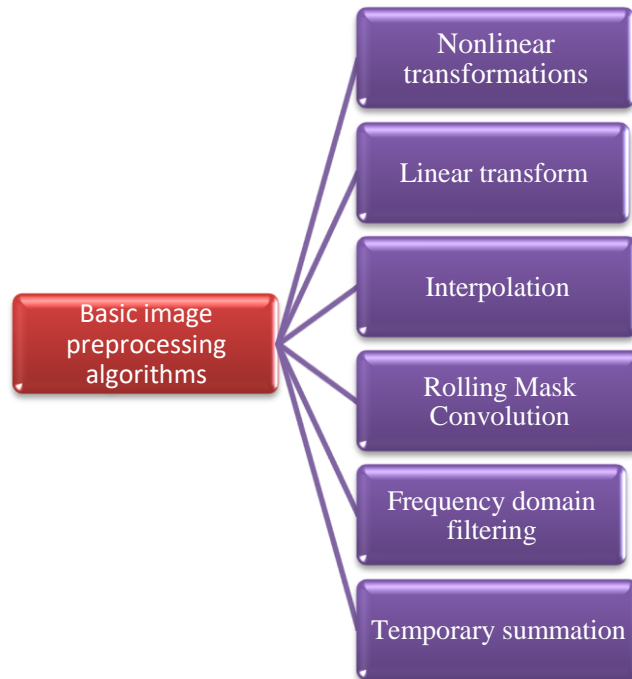 Nonlinear
transformations
Linear transform
Interpolation
Basic image
preprocessing
algorithms
Rolling Mask
Convolution
Frequency domain
filtering
Temporary summation